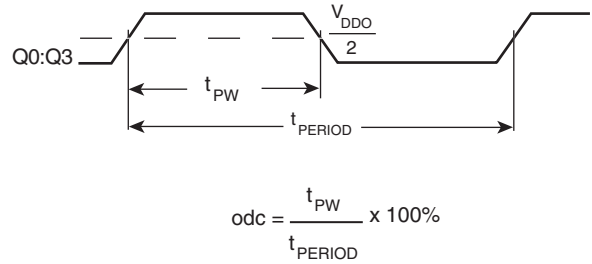 V_DDO
2
Q0:Q3
t_PW
t_PERIOD
odc = t_PW / t_PERIOD x 100%